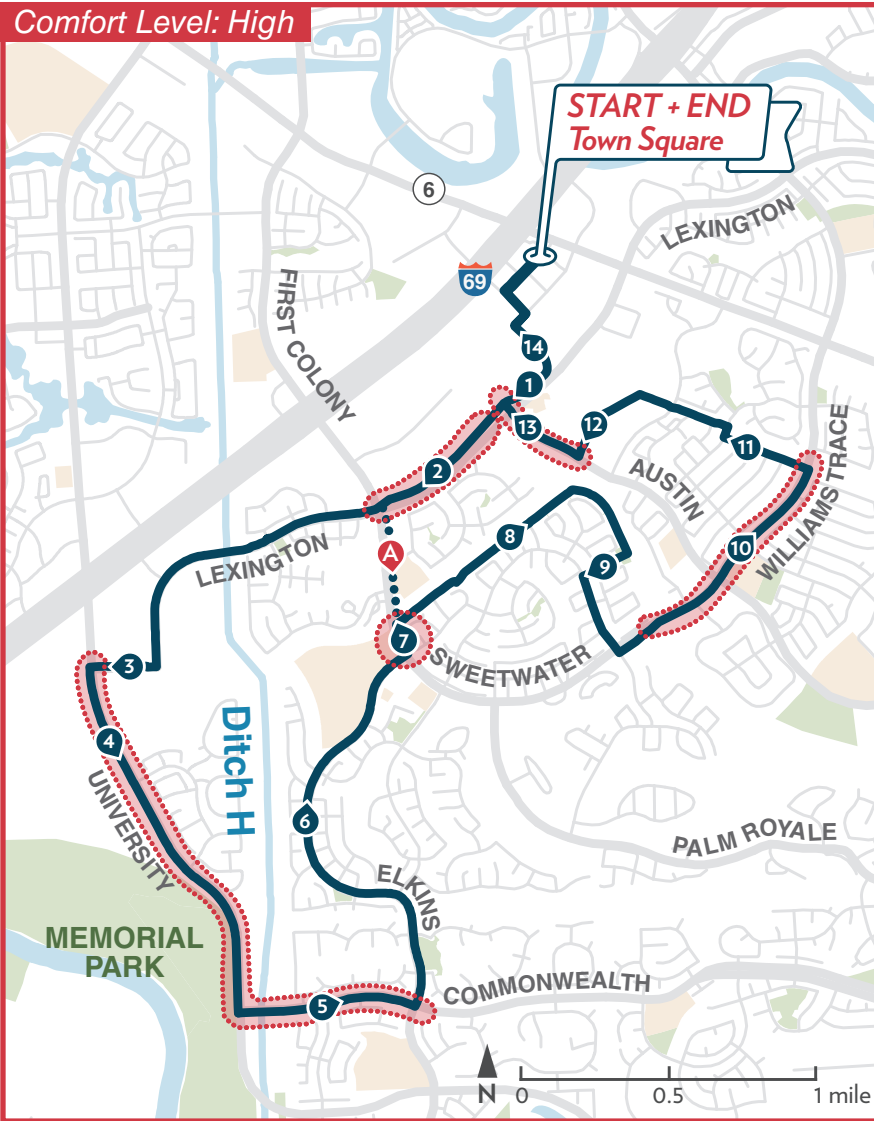 Comfort Level: High
START + END
Town Square
6
LEXINGTON
69
FIRST COLONY
14
1
12
13
11
WILLIAMS TRACE
2
AUSTIN
8
10
A
LEXINGTON
9
7
SWEETWATER
3
4
Ditch H
UNIVERSITY
6
PALM ROYALE
ELKINS
MEMORIAL
PARK
COMMONWEALTH
5
N
0 0.5 1 mile